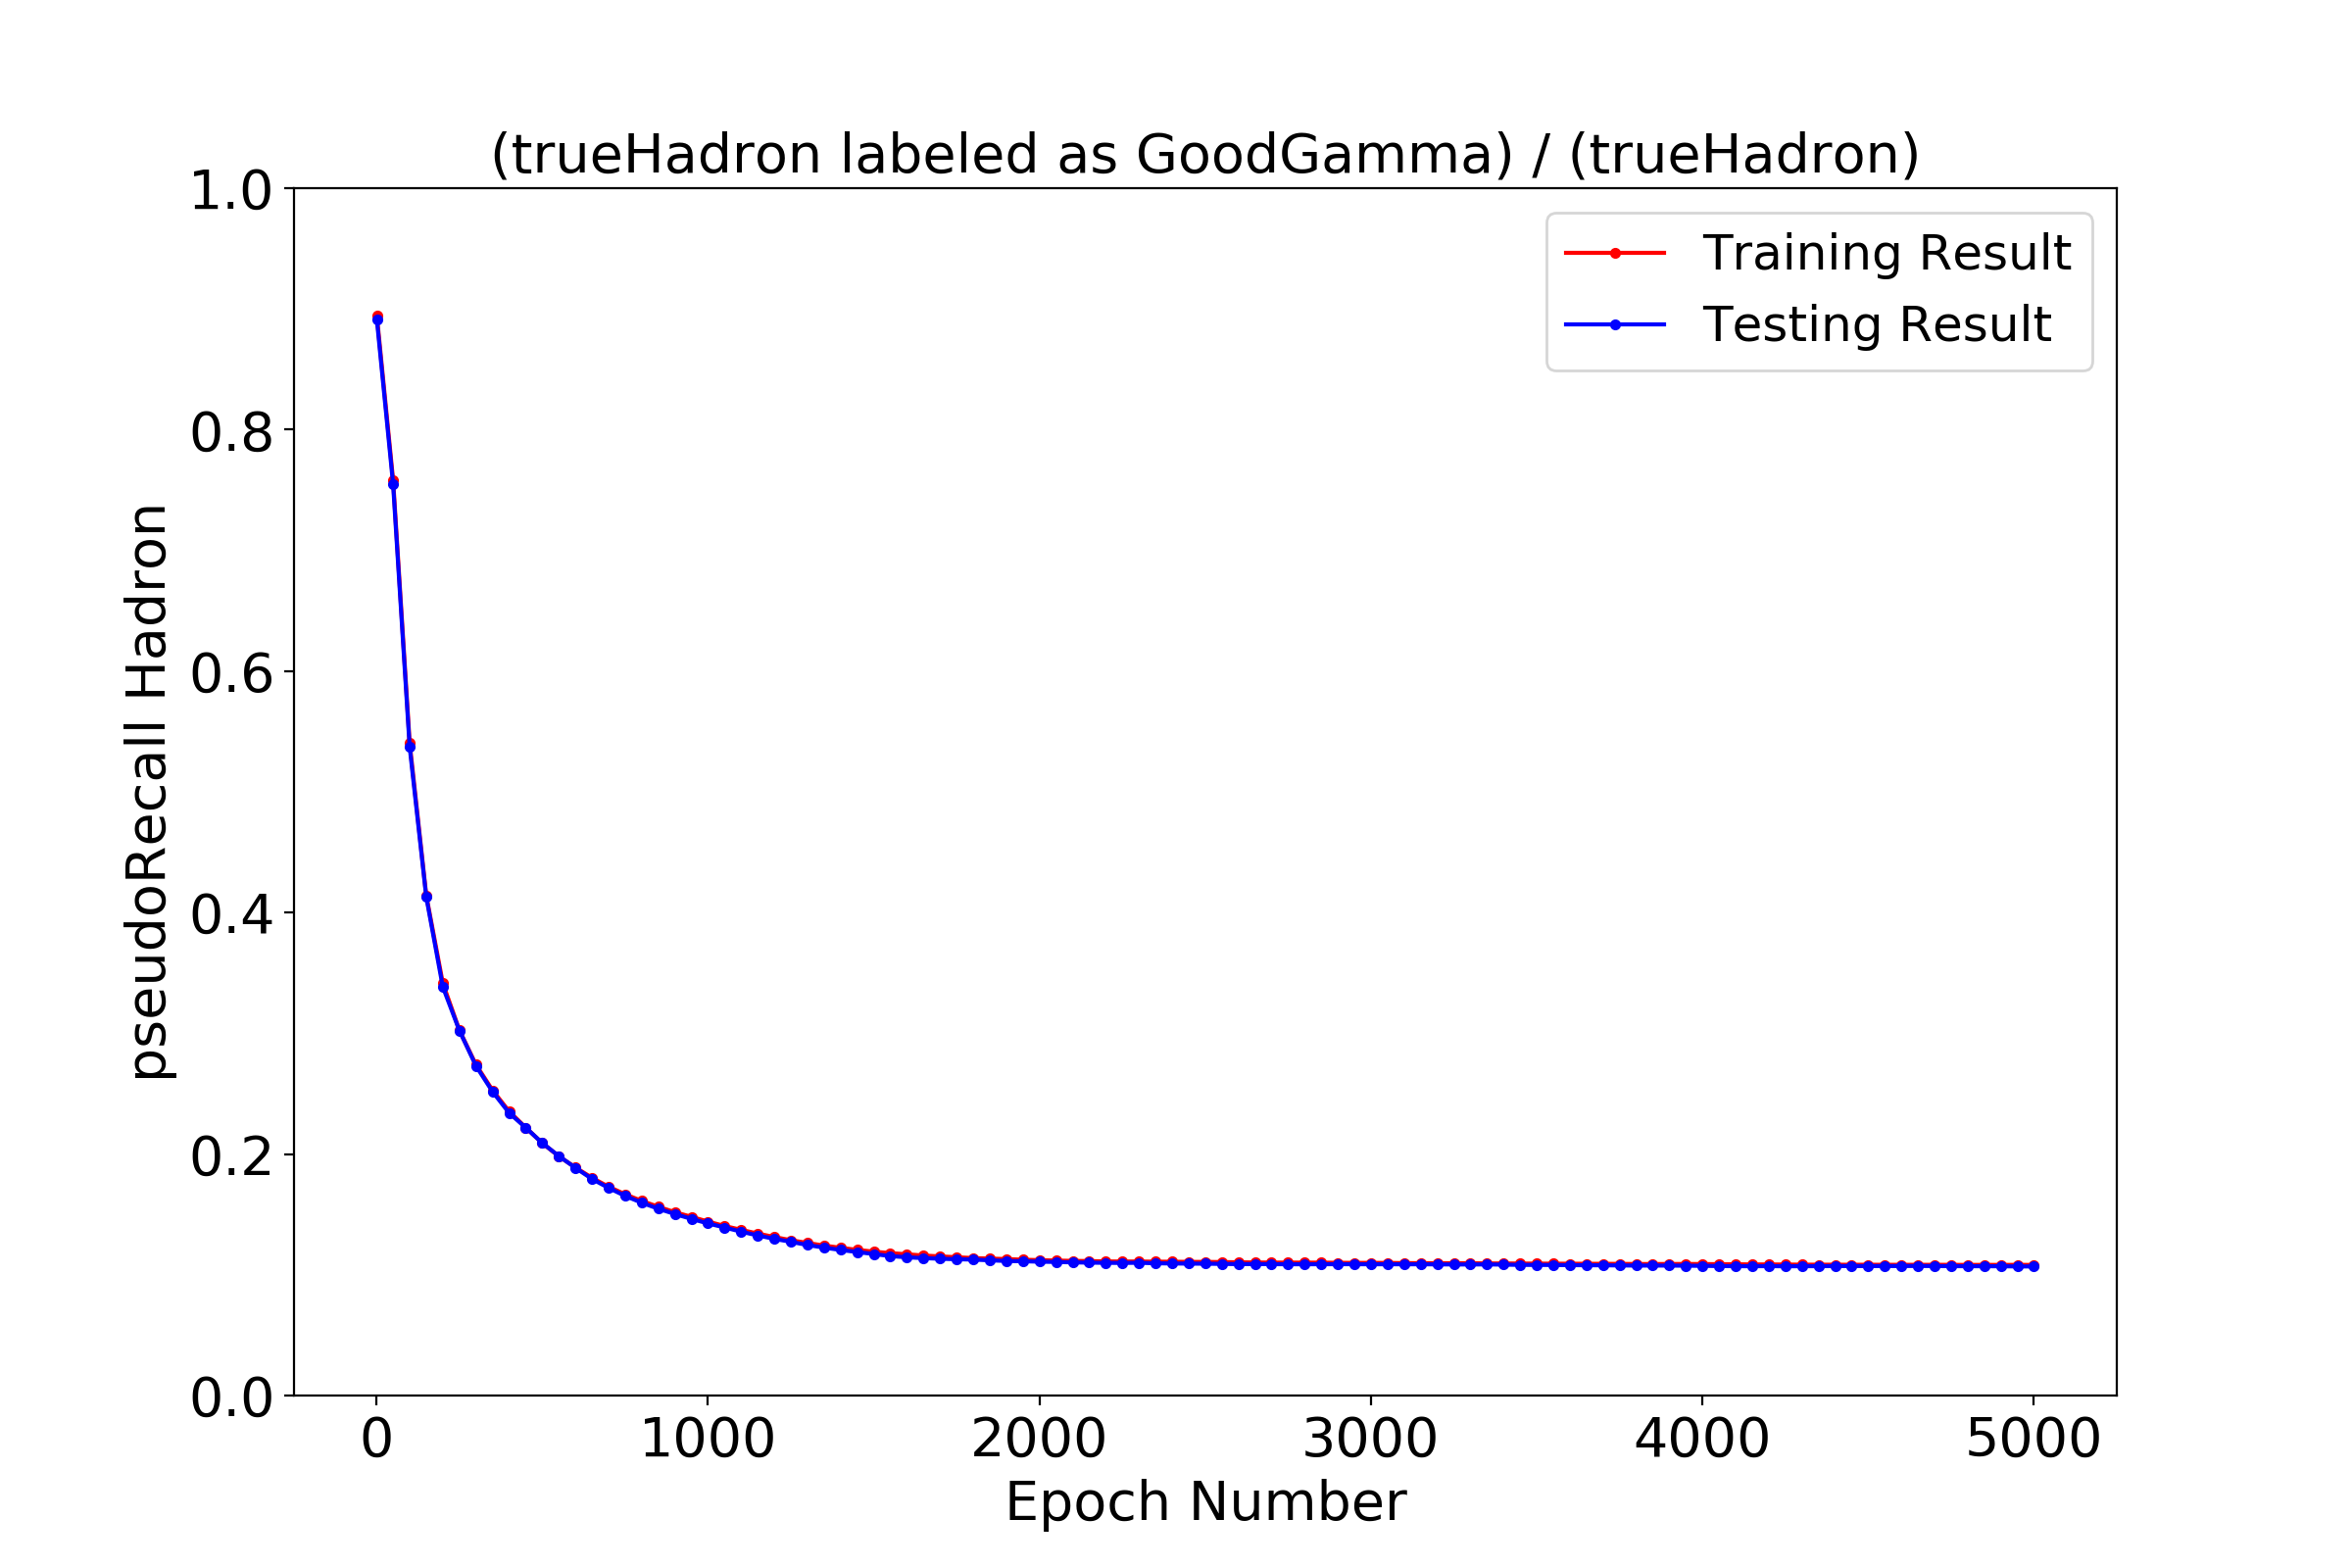 (trueHadron labeled as GoodGamma) / (trueHadron)
Training Result
Testing Result
pseudoRecall Hadron
1.0
0.8
0.6
0.4
0.2
0.0
0 1000 2000 3000 4000 5000
Epoch Number